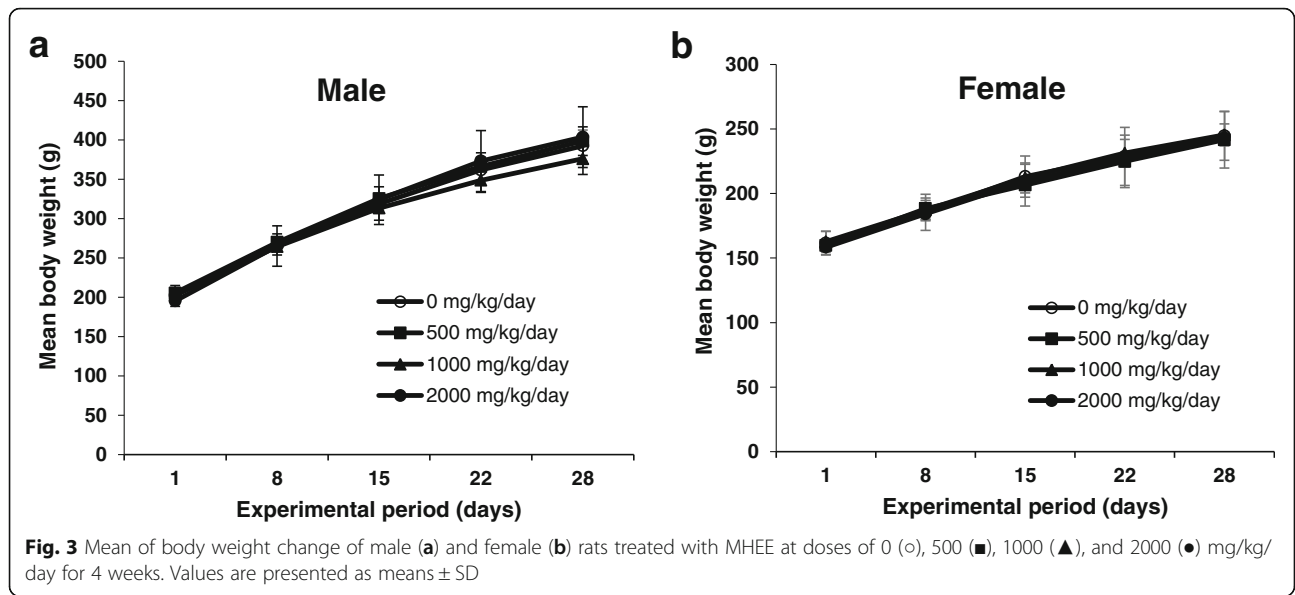 a
Male
Mean body weight (g)
500
450
400
350
300
250
200
150
100
50
0
1 8 15 22 28
Experimental period (days)
0 mg/kg/day
500 mg/kg/day
1000 mg/kg/day
2000 mg/kg/day
b
Female
Mean body weight (g)
300
250
200
150
100
50
0
1 8 15 22 28
Experimental period (days)
0 mg/kg/day
500 mg/kg/day
1000 mg/kg/day
2000 mg/kg/day
Fig. 3 Mean of body weight change of male (a) and female (b) rats treated with MHEE at doses of 0 (○), 500 (■), 1000 (▲), and 2000 (●) mg/kg/
day for 4 weeks. Values are presented as means ± SD